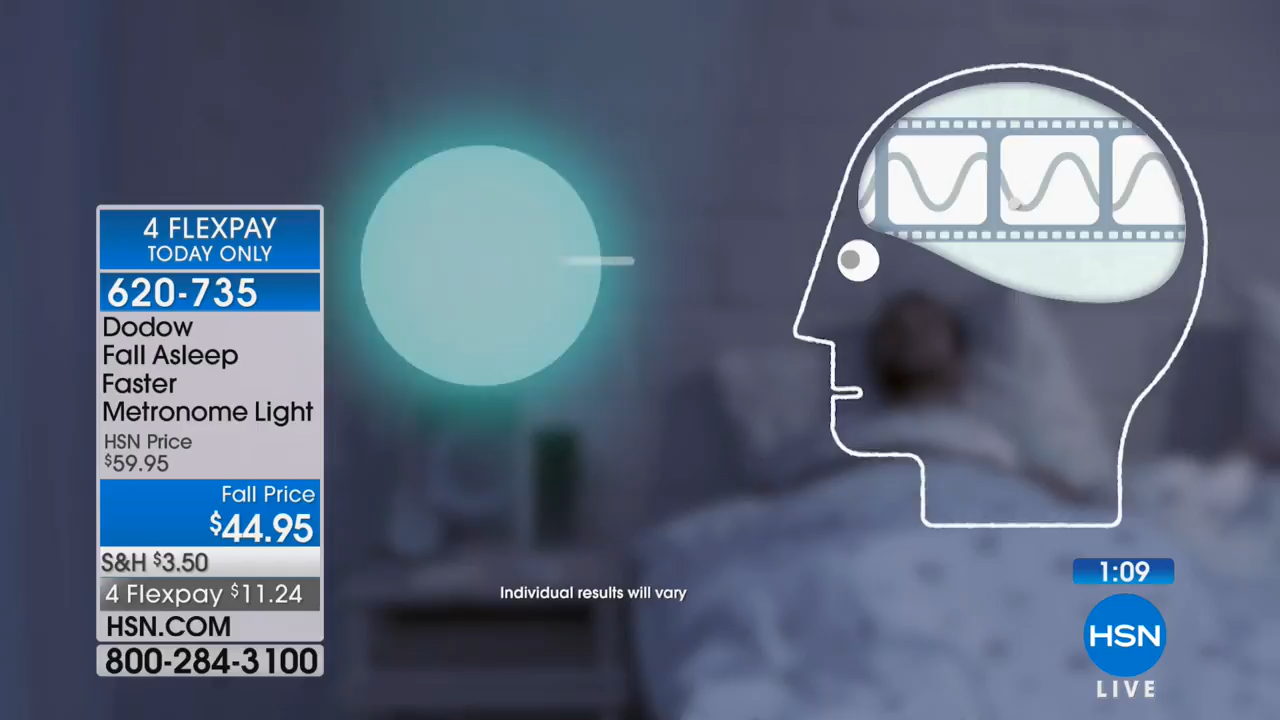 4 FLEXPAY
TODAY ONLY
620-735
Dodow
Fall Asleep
Faster
Metronome Light
HSN Price
$59.95
Fall Price
$44.95
S&H $3.50
4 Flexpay $11.24
HSN.COM
800-284-3100
Individual results will vary
1:09
HSN
LIVE